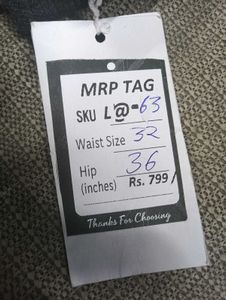 MRP TAG
SKU L@-63
Waist Size 32
Hip 36
(inches) Rs. 799/
Thanks For Choosing